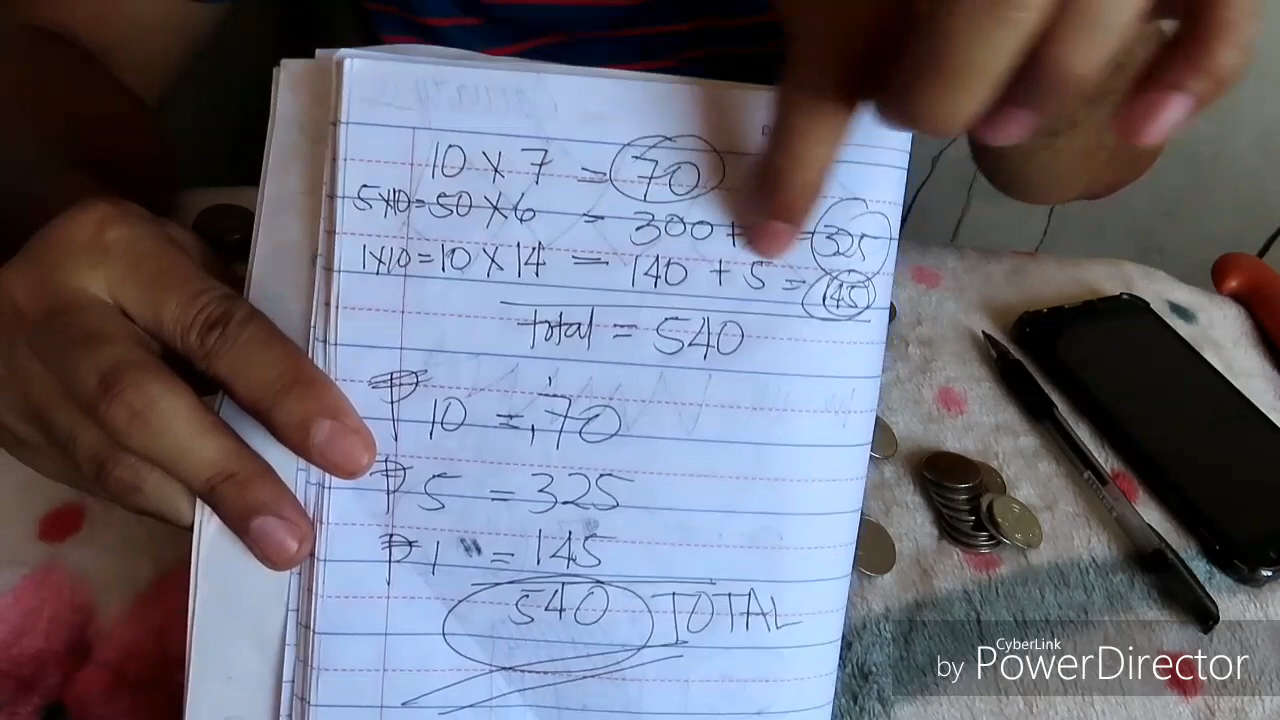 10 X 7 = 70
5X10=50 X 6 = 300+ = 325
1X10=10 X 14 = 140 + 5 = 145
Total = 540
₱ 10 = 70
₱ 5 = 325
₱ 1 = 145
540 TOTAL
CyberLink
by PowerDirector